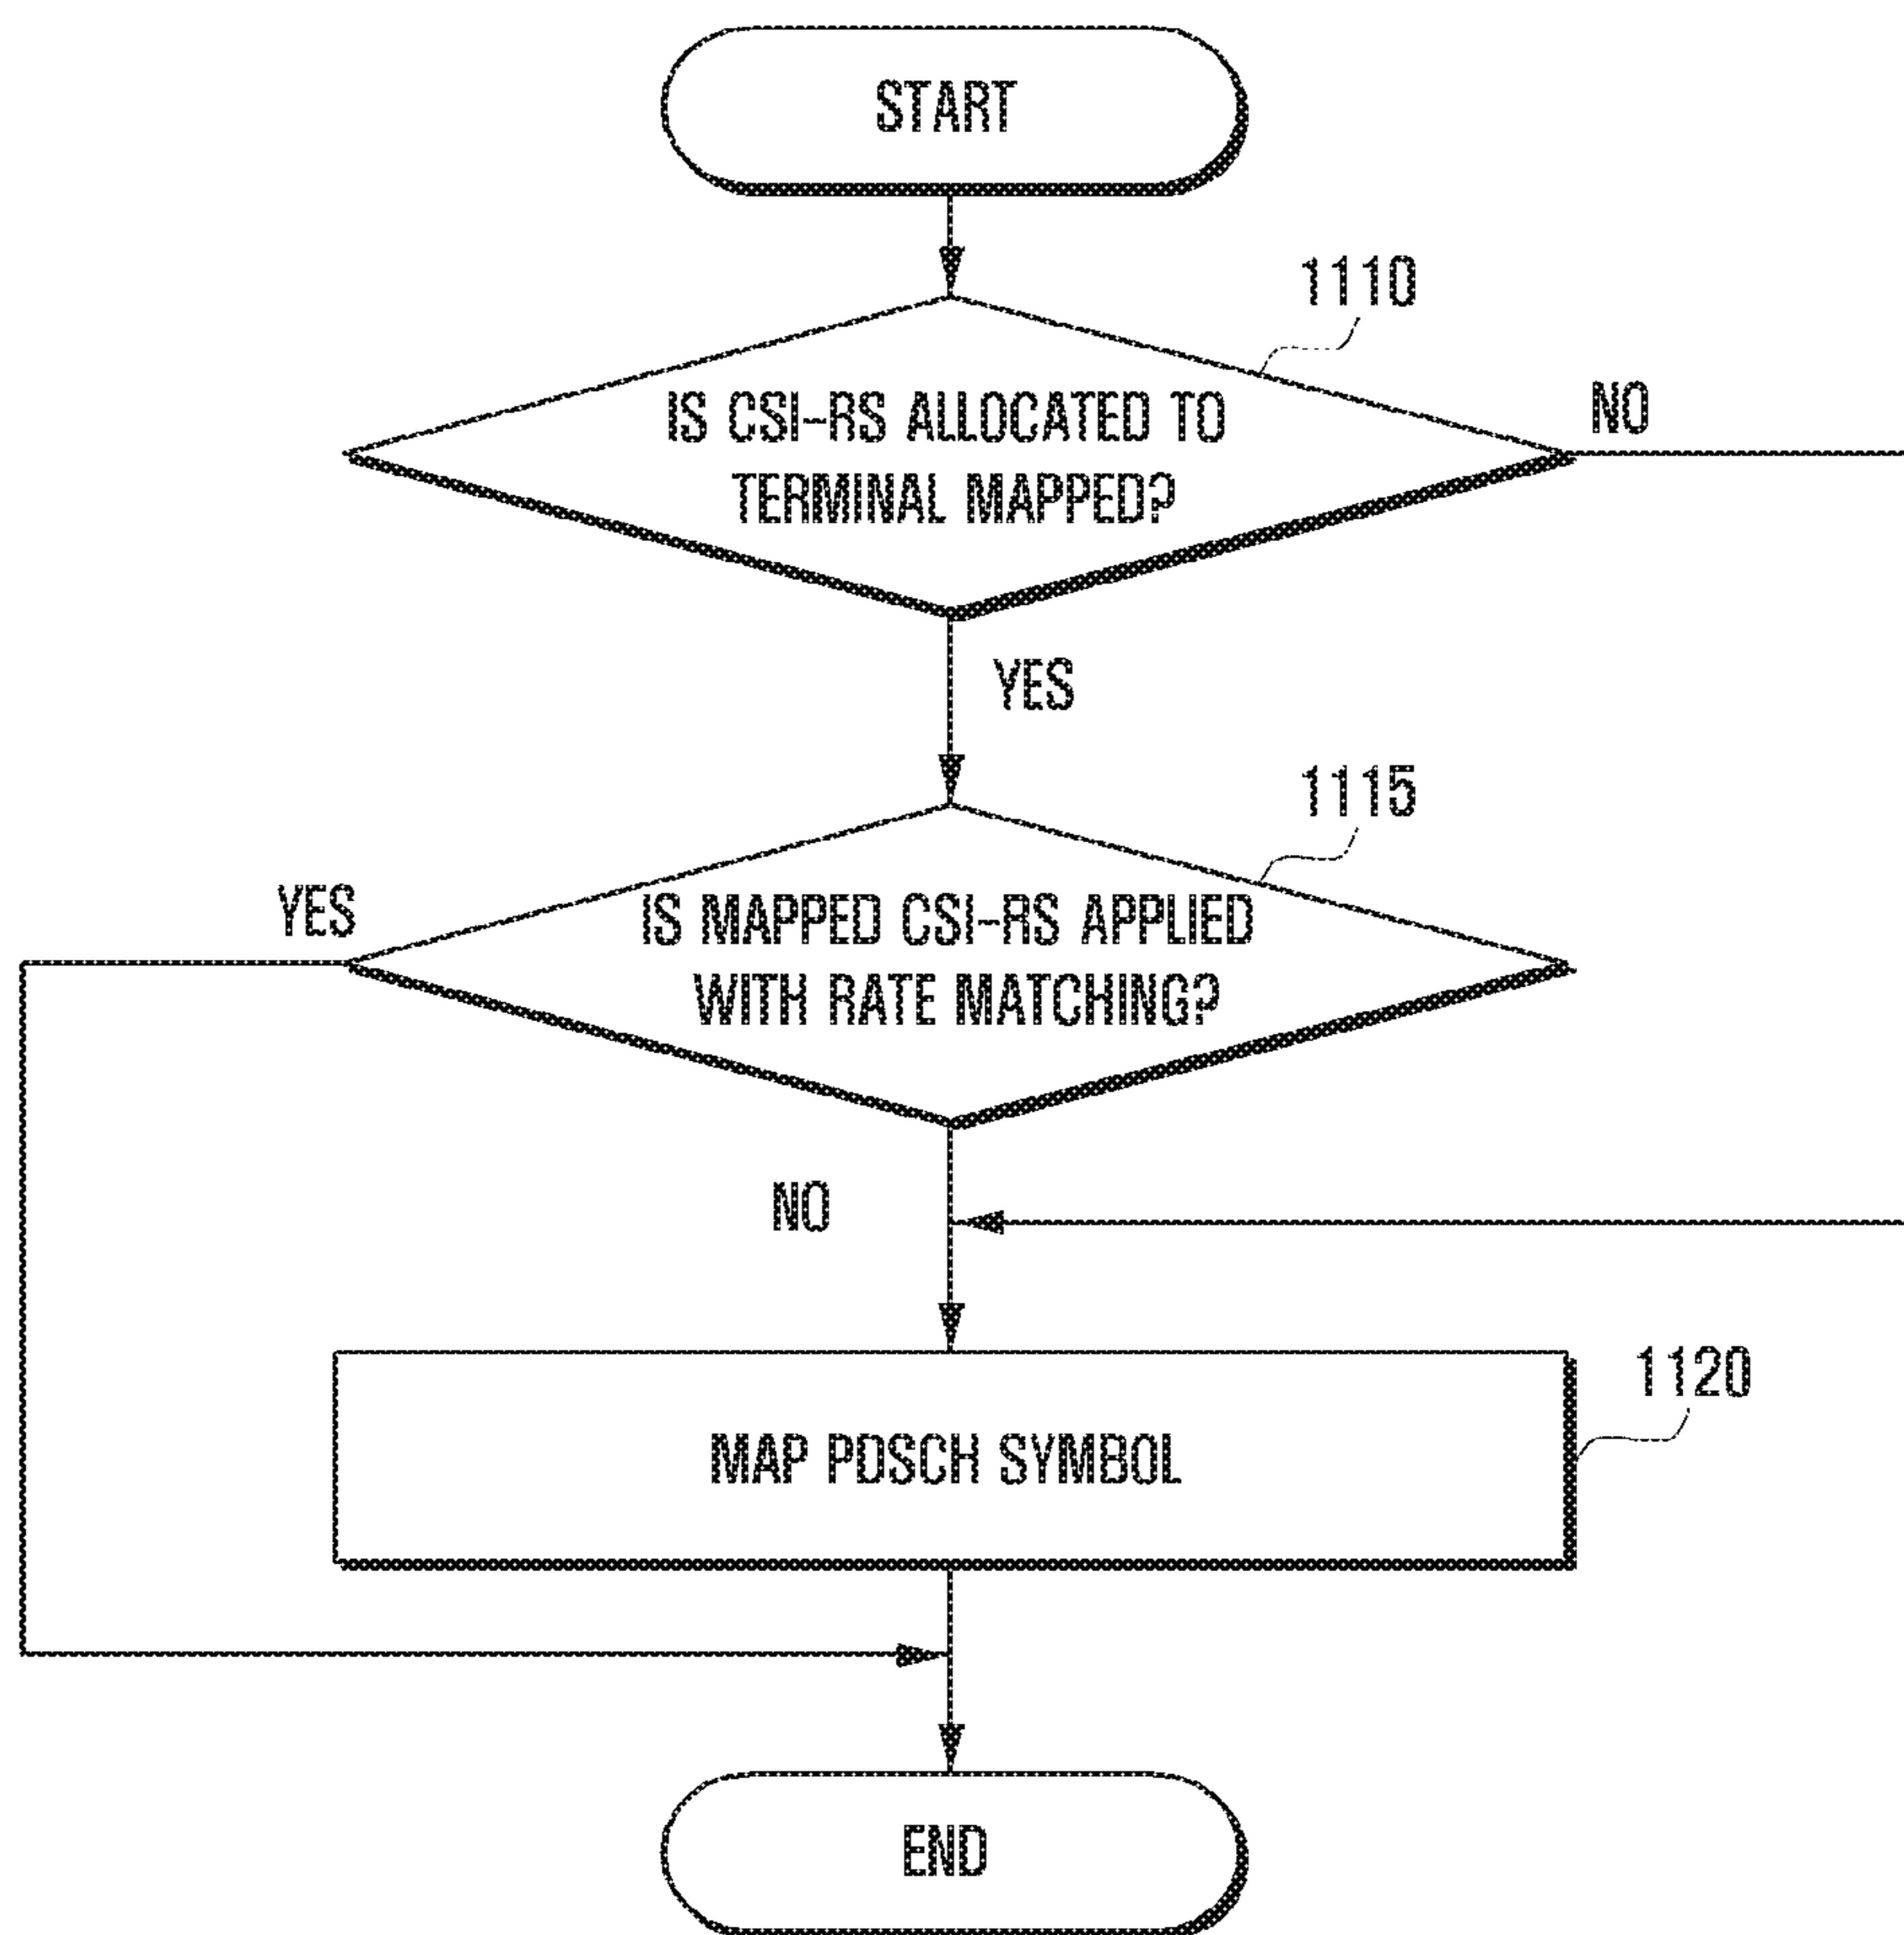 START
1110
IS CSI-RS ALLOCATED TO
TERMINAL MAPPED?
NO
YES
1115
IS MAPPED CSI-RS APPLIED
WITH RATE MATCHING?
YES
NO
1120
MAP PDSCH SYMBOL
END